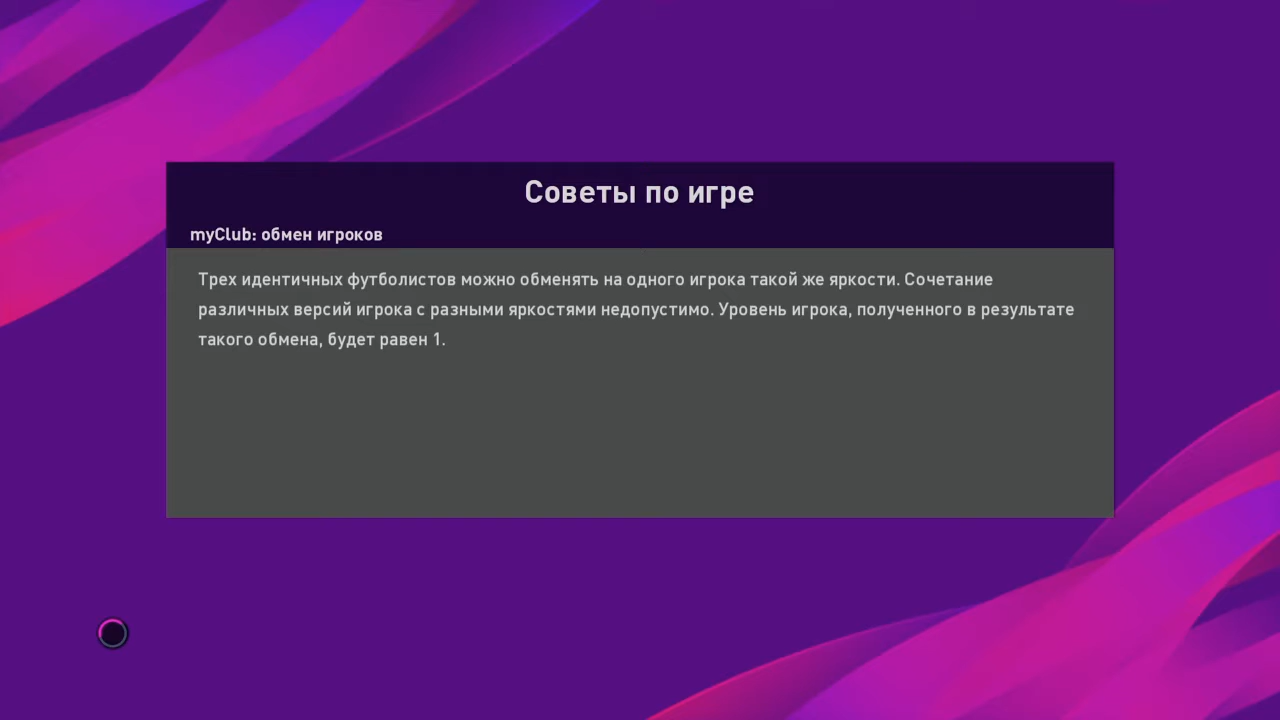 Советы по игре
myClub: обмен игроков
Трех идентичных футболистов можно обменять на одного игрока такой же яркости. Сочетание
различных версий игрока с разными яркостями недопустимо. Уровень игрока, полученного в результате
такого обмена, будет равен 1.